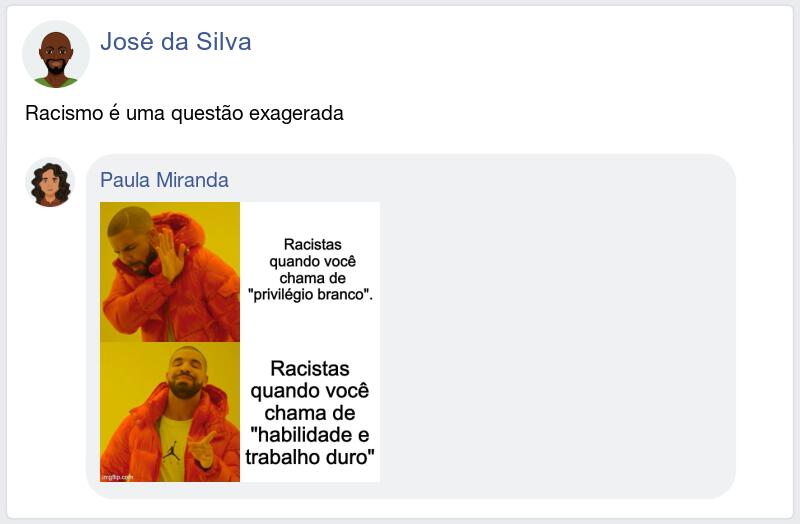 José da Silva
Racismo é uma questão exagerada
Paula Miranda
Racistas
quando você
chama de
"privilégio branco".
Racistas
quando você
chama de
"habilidade e
trabalho duro"
imgflip.com